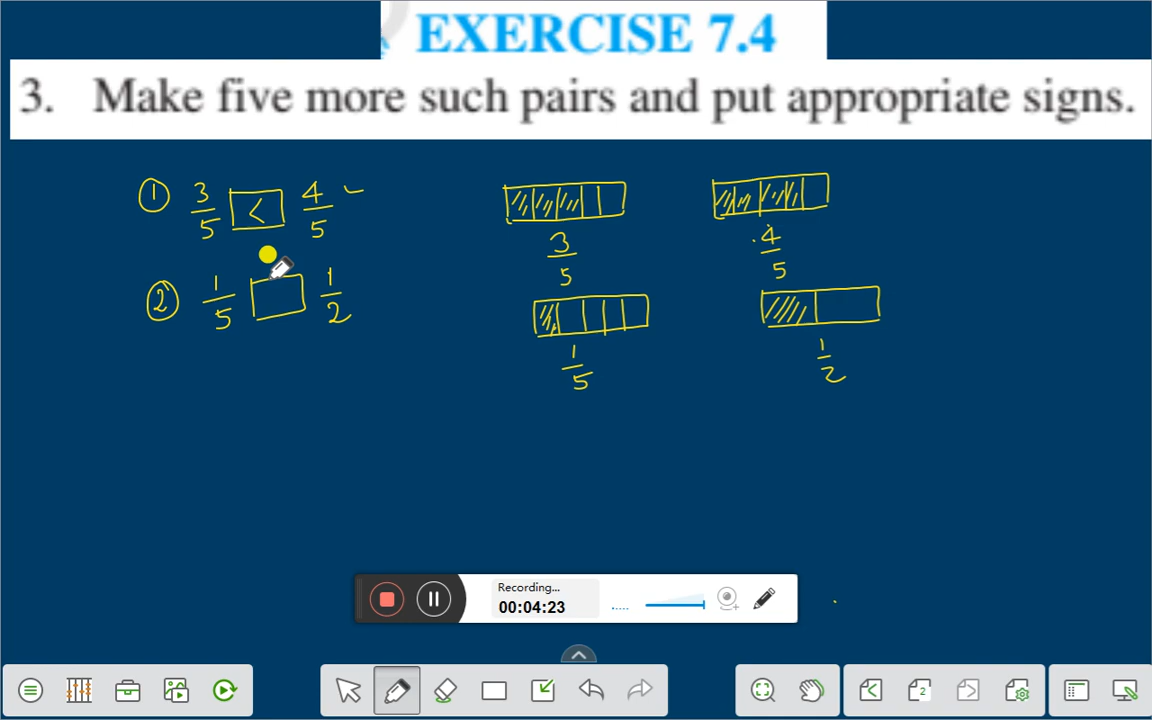 EXERCISE 7.4
3. Make five more such pairs and put appropriate signs.
① 3/5 < 4/5
3/5
4/5
② 1/5 1/2
1/5
1/2
Recording...
00:04:23
2